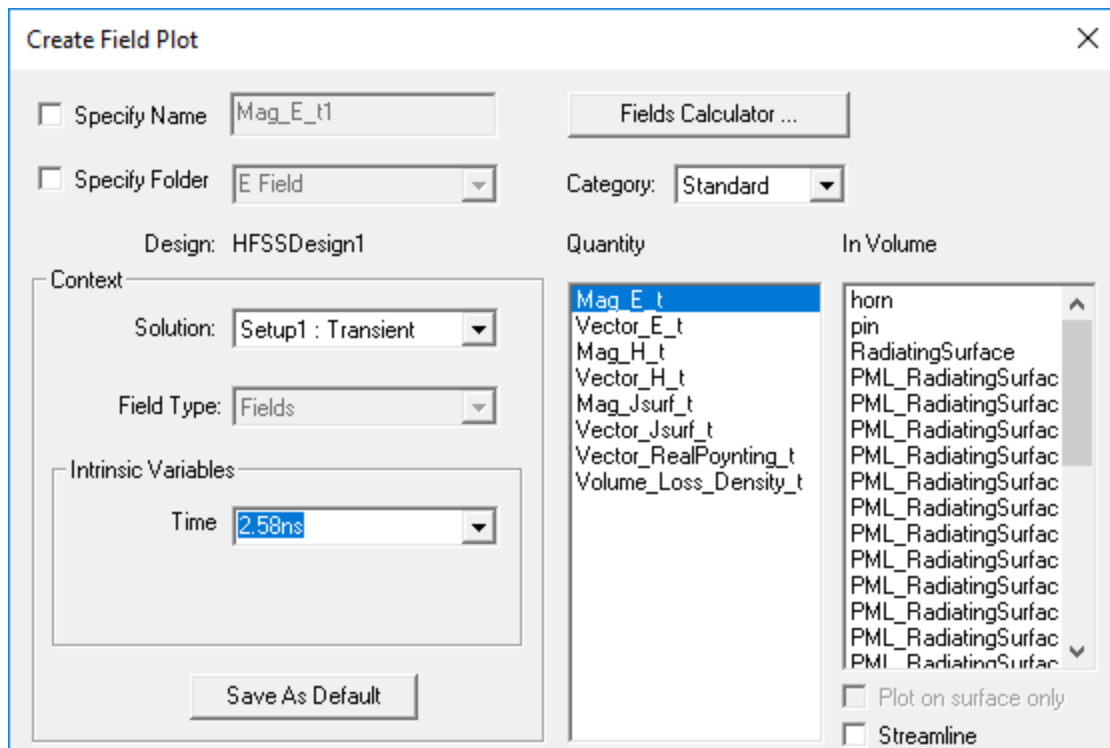 Create Field Plot
Specify Name
Mag_E_t1
Fields Calculator ...
Specify Folder
E Field
Category:
Standard
Design: HFSSDesign1
Quantity
In Volume
Context
Solution:
Setup1 : Transient
Field Type:
Fields
Intrinsic Variables
Time
2.58ns
Save As Default
Mag_E_t
Vector_E_t
Mag_H_t
Vector_H_t
Mag_Jsurf_t
Vector_Jsurf_t
Vector_RealPoynting_t
Volume_Loss_Density_t
horn
pin
RadiatingSurface
PML_RadiatingSurfac
PML_RadiatingSurfac
PML_RadiatingSurfac
PML_RadiatingSurfac
PML_RadiatingSurfac
PML_RadiatingSurfac
PML_RadiatingSurfac
PML_RadiatingSurfac
PML_RadiatingSurfac
PML_RadiatingSurfac
PML_RadiatingSurfac
PML_RadiatingSurfac
Plot on surface only
Streamline